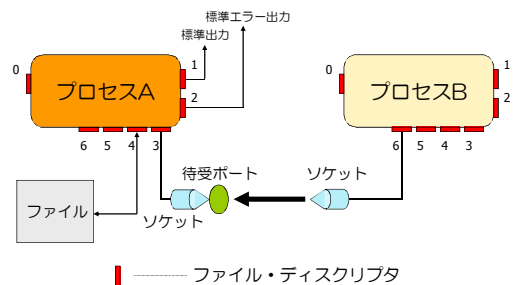 標準エラー出力
標準出力
0
プロセスA
1
2
6
5
4
3
0
プロセスB
1
2
6
5
4
3
待受ポート
ソケット
ソケット
ファイル
ファイル・ディスクリプタ